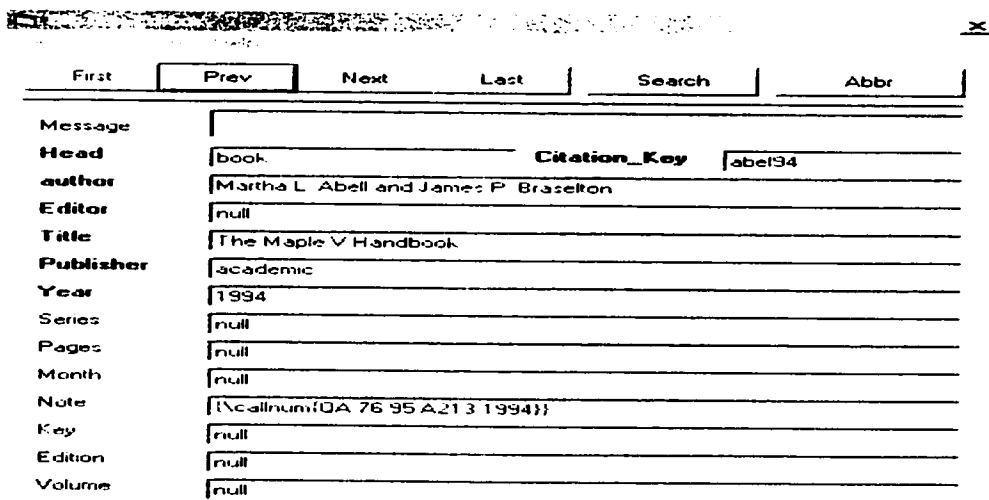 First Prev Next Last Search Abbr
Message
Head book Citation_Key abel94
author Martha L. Abell and James P. Braselton
Editor null
Title The Maple V Handbook
Publisher academic
Year 1994
Series null
Pages null
Month null
Note {\callnum{QA 76 95 A213 1994}}
Key null
Edition null
Volume null